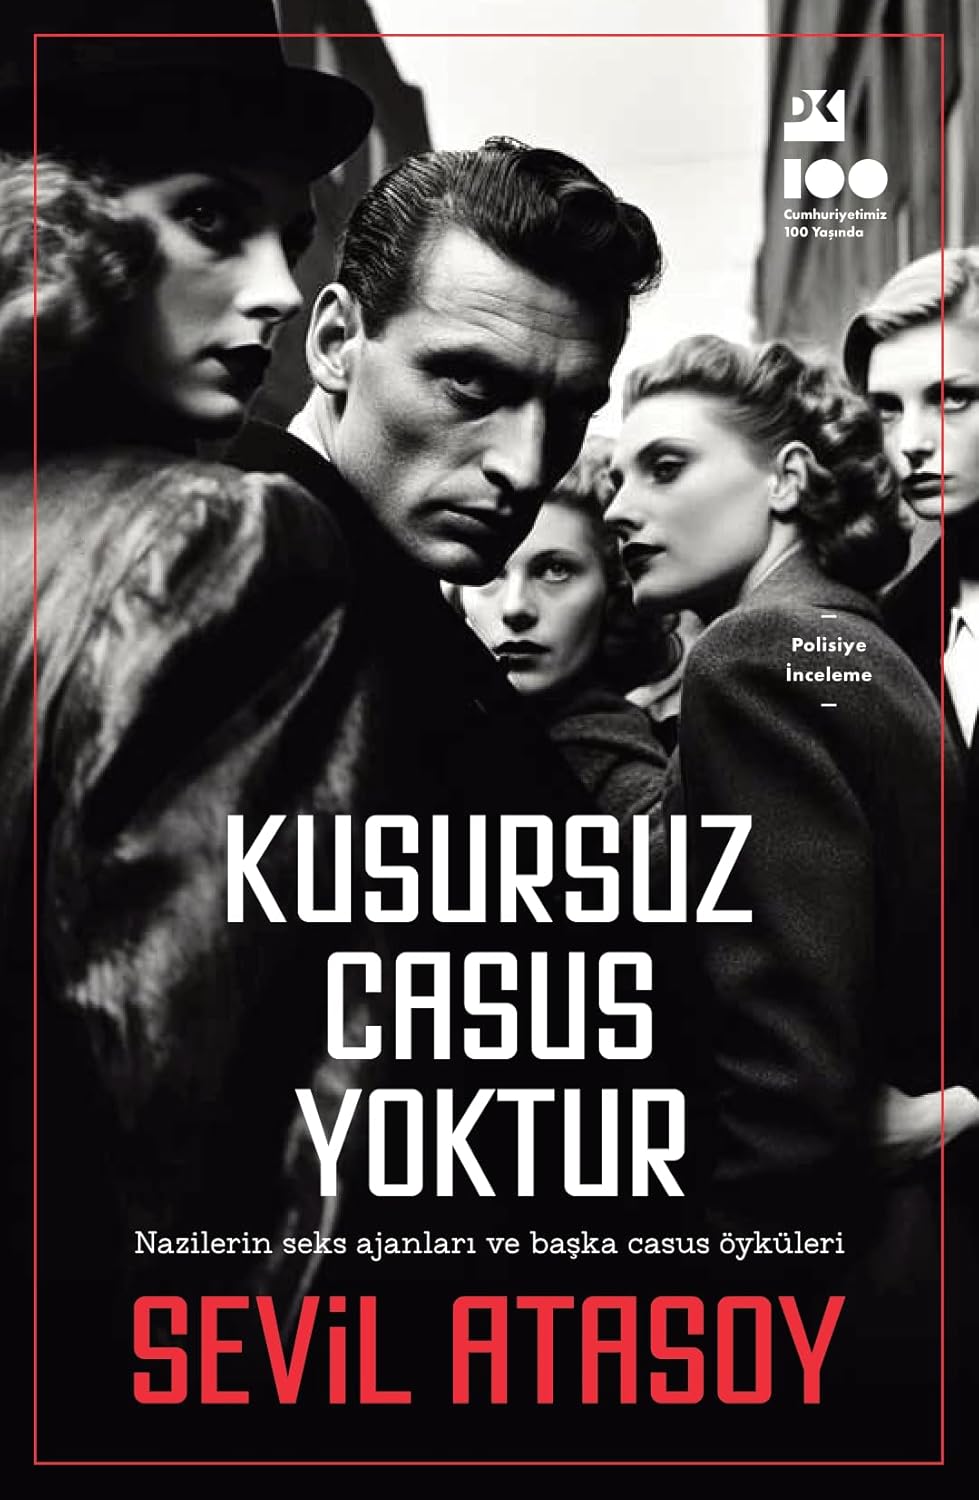 DK
100
Cumhuriyetimiz
100 Yaşında
Polisiye
İnceleme
KUSURSUZ
CASUS
YOKTUR
Nazilerin seks ajanları ve başka casus öyküleri
SEViL ATASOY